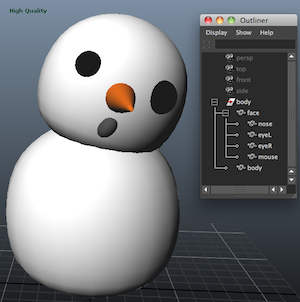 High Quality
Outliner
Display Show Help
persp
top
front
side
body
face
nose
eyeL
eyeR
mouse
body